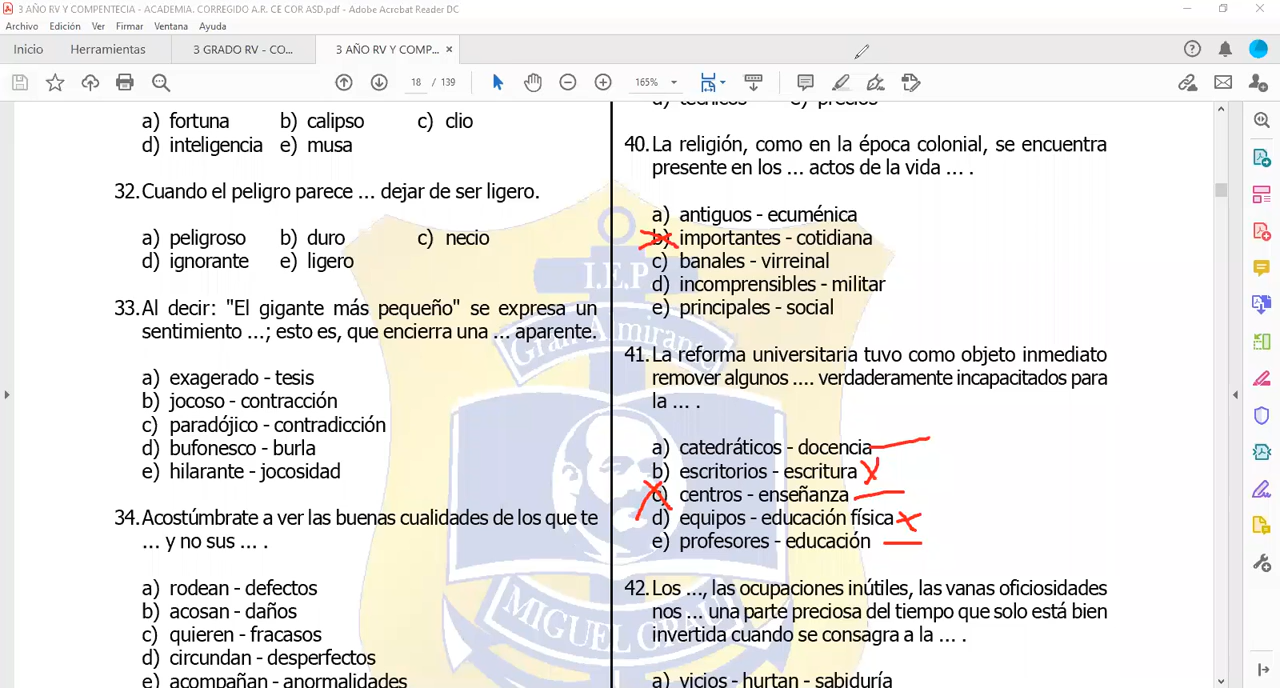 3 AÑO RV Y COMPENTECIA - ACADEMIA. CORREGIDO A.R. CE COR ASD.pdf - Adobe Acrobat Reader DC
Archivo Edición Ver Firmar Ventana Ayuda
Inicio Herramientas 3 GRADO RV - CO... 3 AÑO RV Y COMP... ×
18 / 139 165%
a) fortuna b) calipso c) clio
d) inteligencia e) musa
32. Cuando el peligro parece ... dejar de ser ligero.
a) peligroso b) duro c) necio
d) ignorante e) ligero
33. Al decir: "El gigante más pequeño" se expresa un
sentimiento ...; esto es, que encierra una ... aparente.
a) exagerado - tesis
b) jocoso - contracción
c) paradójico - contradicción
d) bufonesco - burla
e) hilarante - jocosidad
34. Acostúmbrate a ver las buenas cualidades de los que te
... y no sus ... .
a) rodean - defectos
b) acosan - daños
c) quieren - fracasos
d) circundan - desperfectos
e) acompañan - anormalidades
a) técnicos e) precios
40. La religión, como en la época colonial, se encuentra
presente en los ... actos de la vida ... .
a) antiguos - ecuménica
b) importantes - cotidiana
c) banales - virreinal
d) incomprensibles - militar
e) principales - social
41. La reforma universitaria tuvo como objeto inmediato
remover algunos .... verdaderamente incapacitados para
la ... .
a) catedráticos - docencia
b) escritorios - escritura
c) centros - enseñanza
d) equipos - educación física
e) profesores - educación
42. Los ..., las ocupaciones inútiles, las vanas oficiosidades
nos ... una parte preciosa del tiempo que solo está bien
invertida cuando se consagra a la ... .
a) vicios - hurtan - sabiduría
I.E.P
Gran Almirante
MIGUEL GRAU